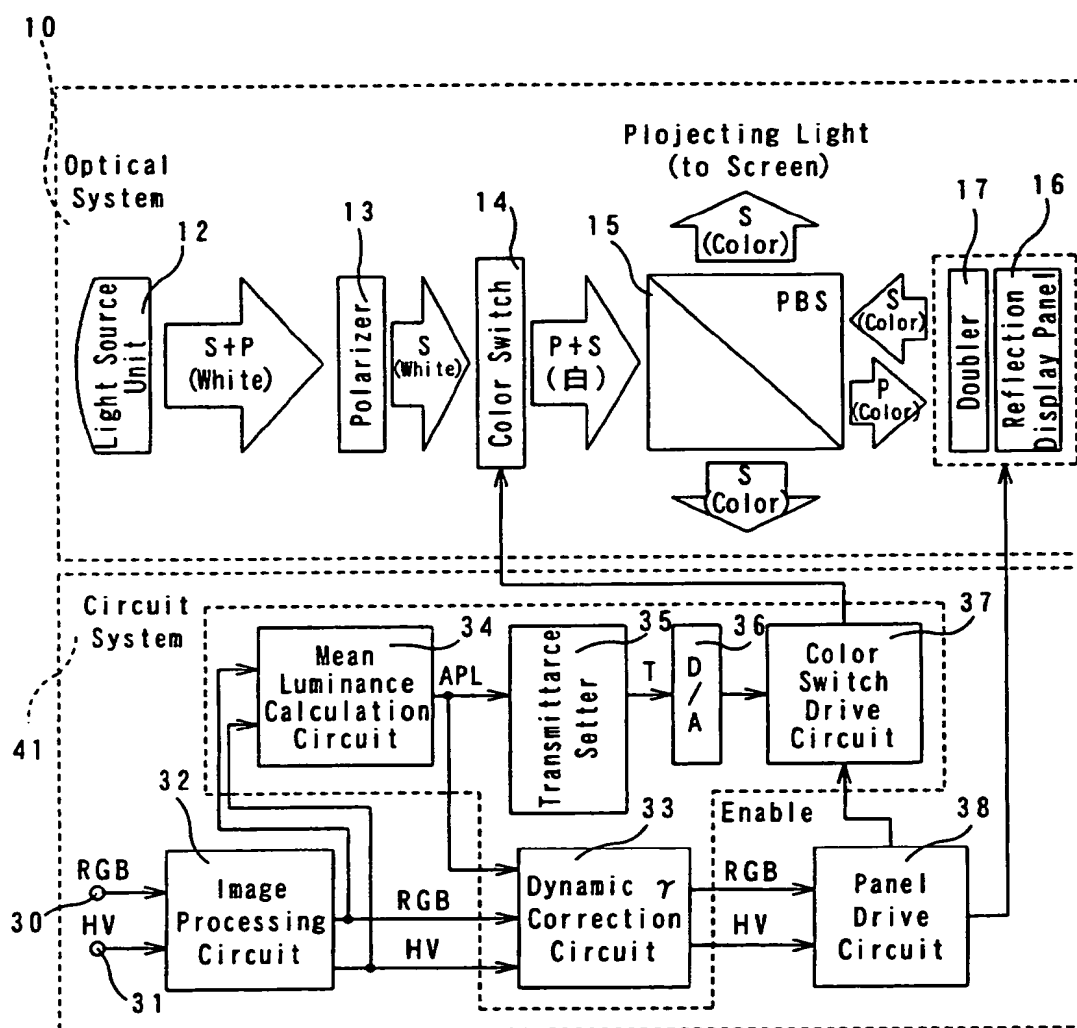 10
Plojecting Light
(to Screen)
Optical
System
12
13
14
15
17
16
S
(Color)
Light Source
Unit
S+P
(White)
Polarizer
S
(White)
Color Switch
P+S
(白)
PBS
S
(Color)
P
(Color)
Doubler
Reflection
Display Panel
S
(Color)
Circuit
System
41
34
Mean
Luminance
Calculation
Circuit
APL
35
Transmittarce
Setter
T
36
D/A
37
Color
Switch
Drive
Circuit
Enable
32
RGB
30
HV
31
Image
Processing
Circuit
RGB
HV
33
Dynamic γ
Correction
Circuit
RGB
HV
38
Panel
Drive
Circuit